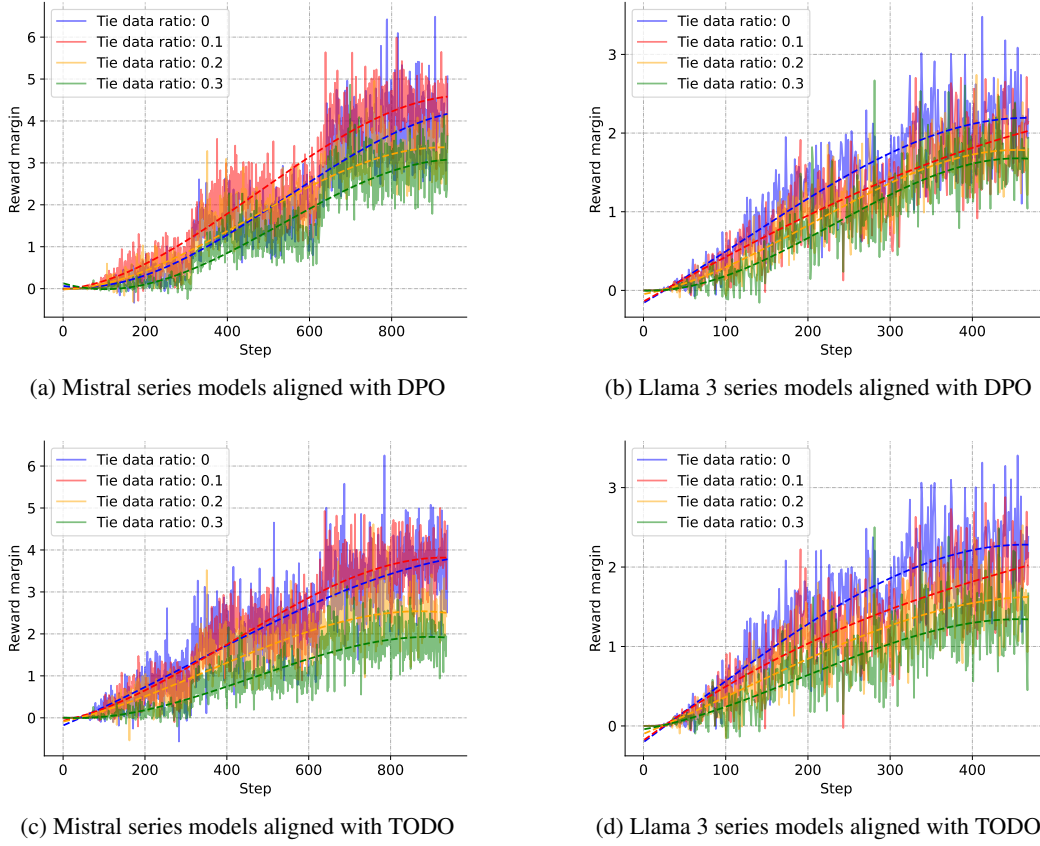 Tie data ratio: 0
Tie data ratio: 0.1
Tie data ratio: 0.2
Tie data ratio: 0.3
Reward margin
6
5
4
3
2
1
0
0 200 400 600 800
Step
(a) Mistral series models aligned with DPO
Tie data ratio: 0
Tie data ratio: 0.1
Tie data ratio: 0.2
Tie data ratio: 0.3
Reward margin
3
2
1
0
0 100 200 300 400
Step
(b) Llama 3 series models aligned with DPO
Tie data ratio: 0
Tie data ratio: 0.1
Tie data ratio: 0.2
Tie data ratio: 0.3
Reward margin
6
5
4
3
2
1
0
0 200 400 600 800
Step
(c) Mistral series models aligned with TODO
Tie data ratio: 0
Tie data ratio: 0.1
Tie data ratio: 0.2
Tie data ratio: 0.3
Reward margin
3
2
1
0
0 100 200 300 400
Step
(d) Llama 3 series models aligned with TODO